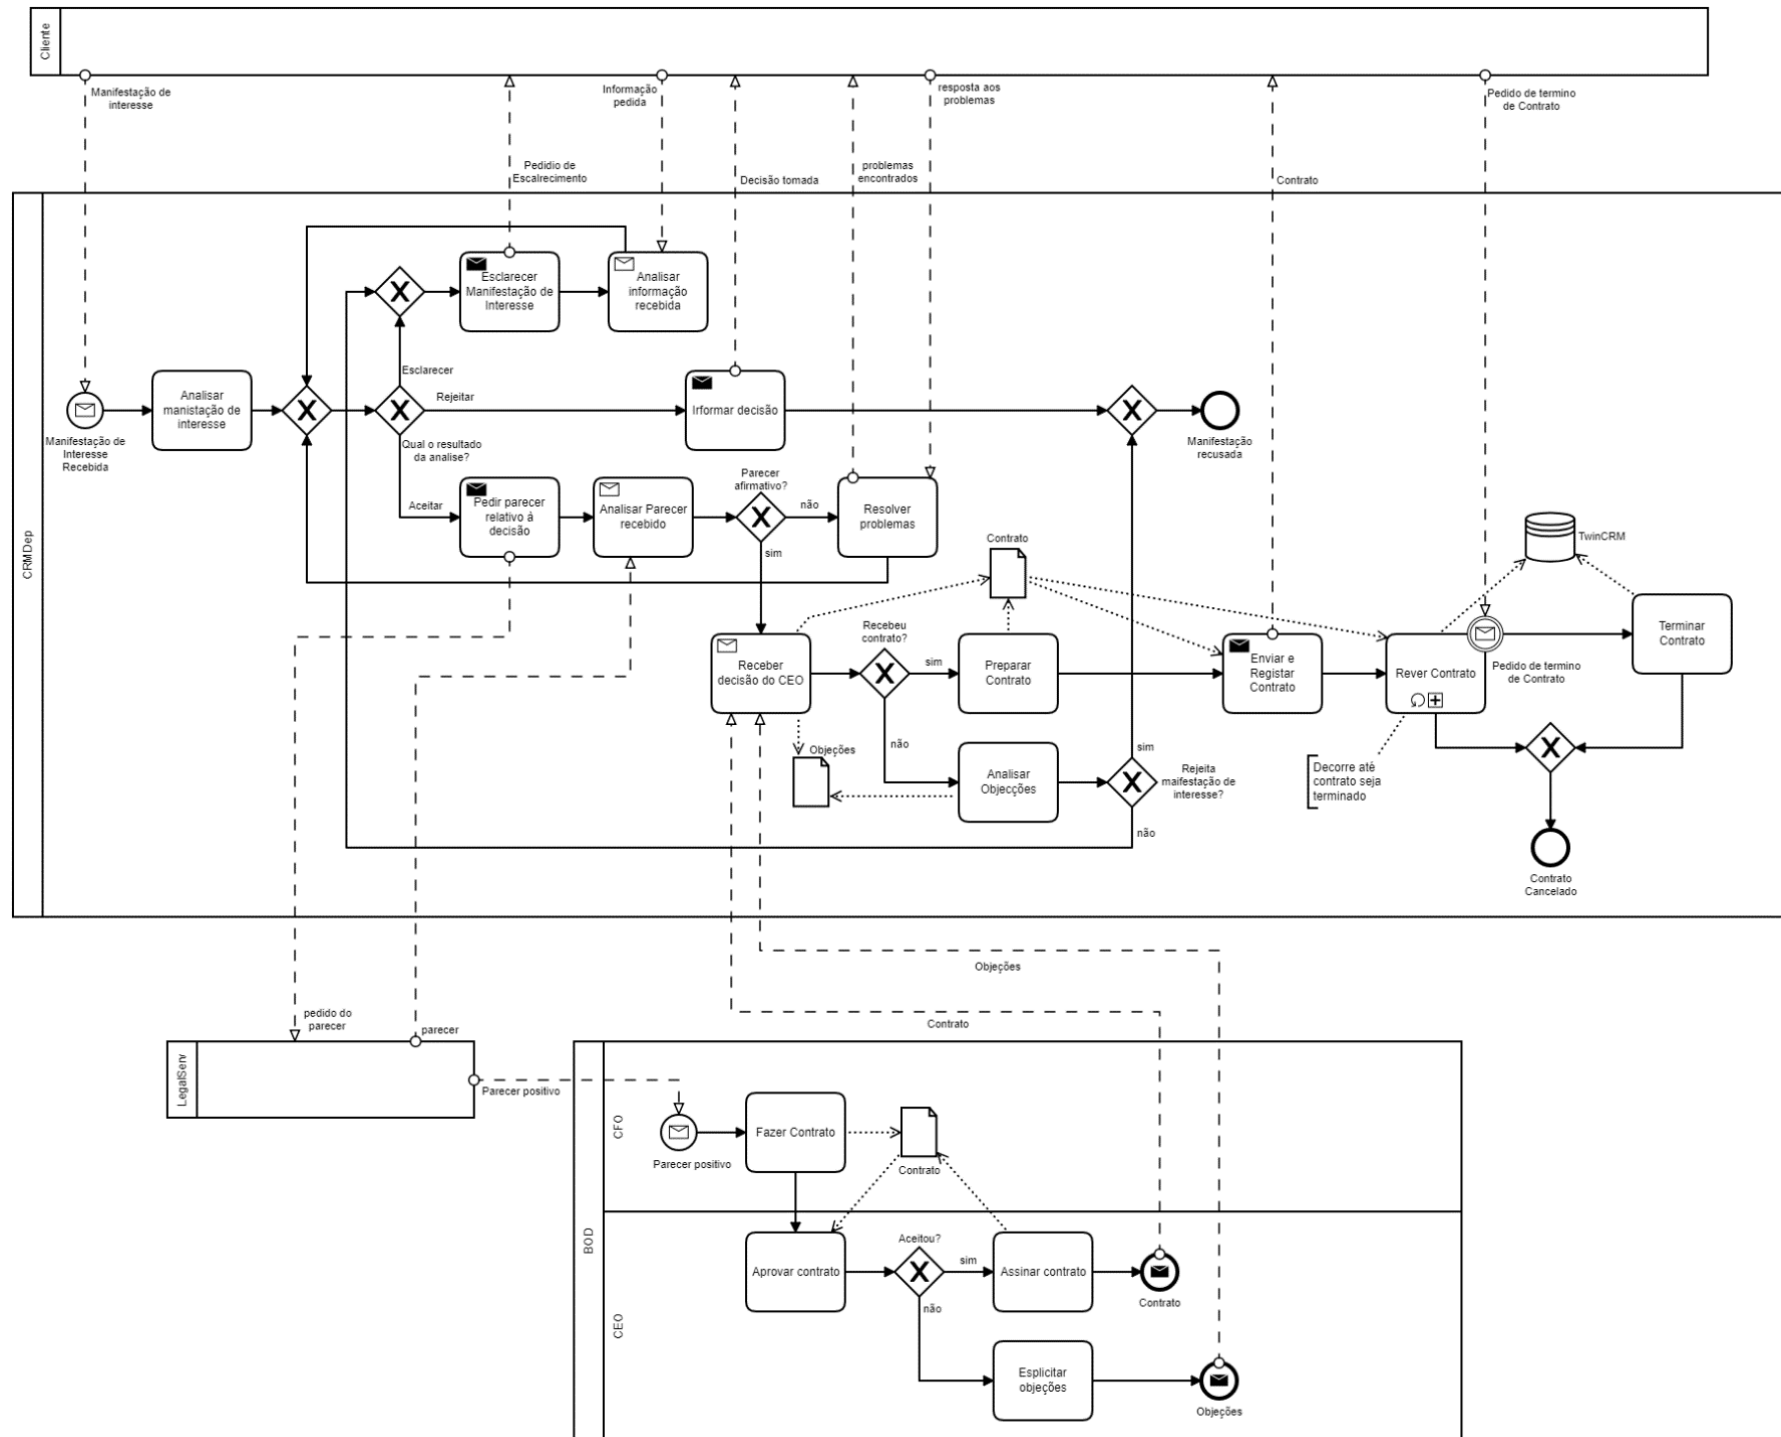 Cliente
Manifestação de
interesse
Informação
pedida
resposta aos
problemas
Pedido de termino
de Contrato
Pedidio de
Escalrecimento
Decisão tomada
problemas
encontrados
Contrato
CRMDep
Esclarecer
Manifestação de
Interesse
Analisar
informação
recebida
Esclarecer
Rejeitar
Analisar
manistação de
interesse
Informar decisão
Manifestação de
Interesse
Recebida
Qual o resultado
da analise?
Manifestação
recusada
Aceitar
Pedir parecer
relativo à
decisão
Analisar Parecer
recebido
Parecer
afirmativo?
não
sim
Resolver
problemas
Contrato
TwinCRM
Receber
decisão do CEO
Recebeu
contrato?
sim
não
Preparar
Contrato
Enviar e
Registar
Contrato
Rever Contrato
Pedido de termino
de Contrato
Terminar
Contrato
Objeções
Analisar
Objecções
sim
Rejeita
maifestação de
interesse?
não
Decorre até
contrato seja
terminado
Contrato
Cancelado
Objeções
Contrato
pedido do
parecer
parecer
LegalServ
Parecer positivo
BOD
CFO
Parecer positivo
Fazer Contrato
Contrato
CEO
Aprovar contrato
Aceitou?
sim
não
Assinar contrato
Contrato
Esplicitar
objeções
Objeções